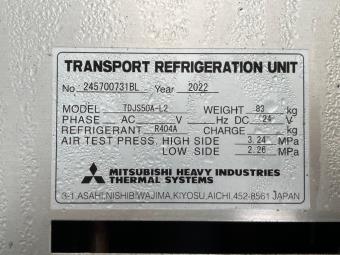 TRANSPORT REFRIGERATION UNIT
No 245700731BL Year 2022
MODEL TDJS50A-L2 WEIGHT 83 kg
PHASE AC V Hz DC 24 V
REFRIGERANT R404A CHARGE kg
AIR TEST PRESS. HIGH SIDE 3.24 MPa
LOW SIDE 2.26 MPa
MITSUBISHI HEAVY INDUSTRIES
THERMAL SYSTEMS
3-1, ASAHI, NISHIBIWAJIMA, KIYOSU, AICHI, 452-8561 JAPAN